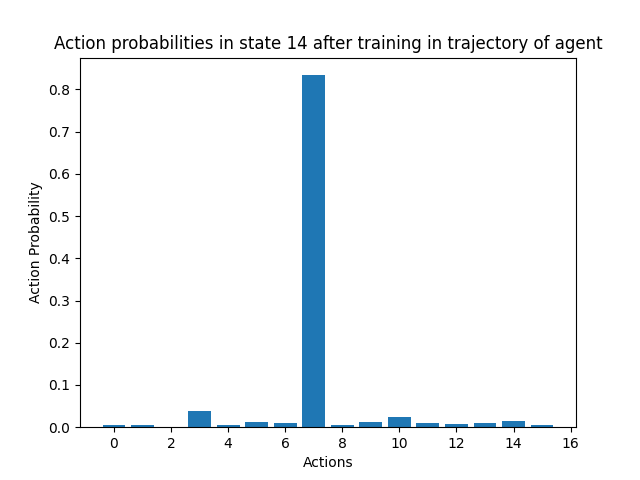 Action probabilities in state 14 after training in trajectory of agent
Action Probability
0.8
0.7
0.6
0.5
0.4
0.3
0.2
0.1
0.0
0 2 4 6 8 10 12 14 16
Actions